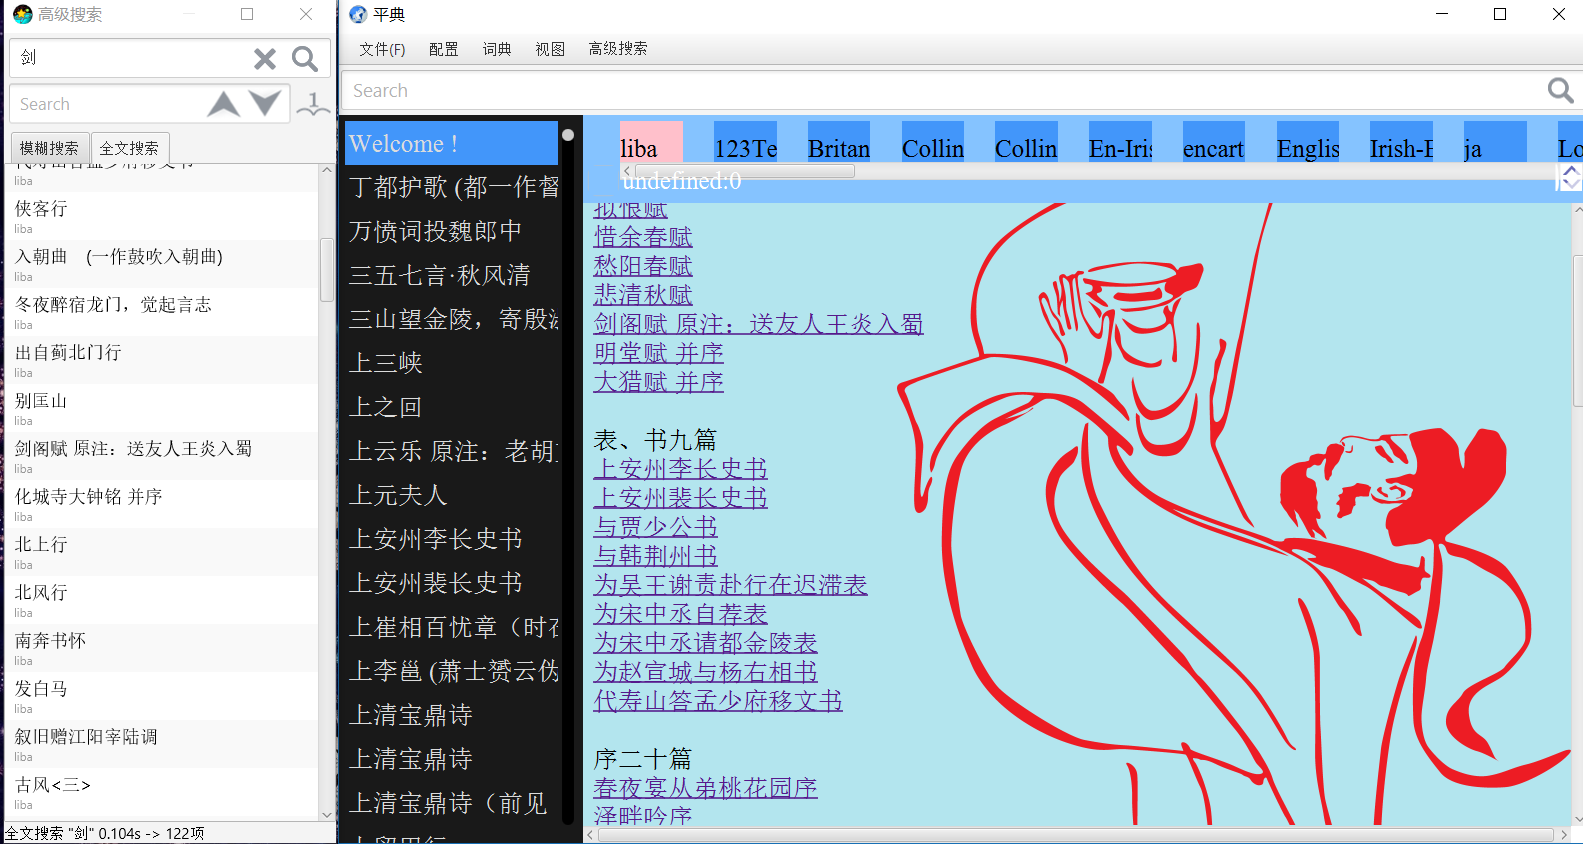 高级搜索
剑
Search
1
模糊搜索
全文搜索
代寿山答孟少府移文书
liba
侠客行
liba
入朝曲　(一作鼓吹入朝曲)
liba
冬夜醉宿龙门，觉起言志
liba
出自蓟北门行
liba
别匡山
liba
剑阁赋 原注：送友人王炎入蜀
liba
化城寺大钟铭 并序
liba
北上行
liba
北风行
liba
南奔书怀
liba
发白马
liba
叙旧赠江阳宰陆调
liba
古风<三>
liba
全文搜索 "剑" 0.104s -> 122项
平典
文件(F)
配置
词典
视图
高级搜索
Search
Welcome !
丁都护歌 (都一作督
万愤词投魏郎中
三五七言·秋风清
三山望金陵，寄殷淑
上三峡
上之回
上云乐 原注：老胡
上元夫人
上安州李长史书
上安州裴长史书
上崔相百忧章（时在
上李邕 (萧士赟云伪
上清宝鼎诗
上清宝鼎诗
上清宝鼎诗（前见
上留田行
liba
123Te
Britan
Collin
Collin
En-Iris
encart
Englis
Irish-E
ja
Lo
undefined:0
拟恨赋
惜余春赋
愁阳春赋
悲清秋赋
剑阁赋 原注：送友人王炎入蜀
明堂赋 并序
大猎赋 并序
表、书九篇
上安州李长史书
上安州裴长史书
与贾少公书
与韩荆州书
为吴王谢责赴行在迟滞表
为宋中丞自荐表
为宋中丞请都金陵表
为赵宣城与杨右相书
代寿山答孟少府移文书
序二十篇
春夜宴从弟桃花园序
泽畔吟序